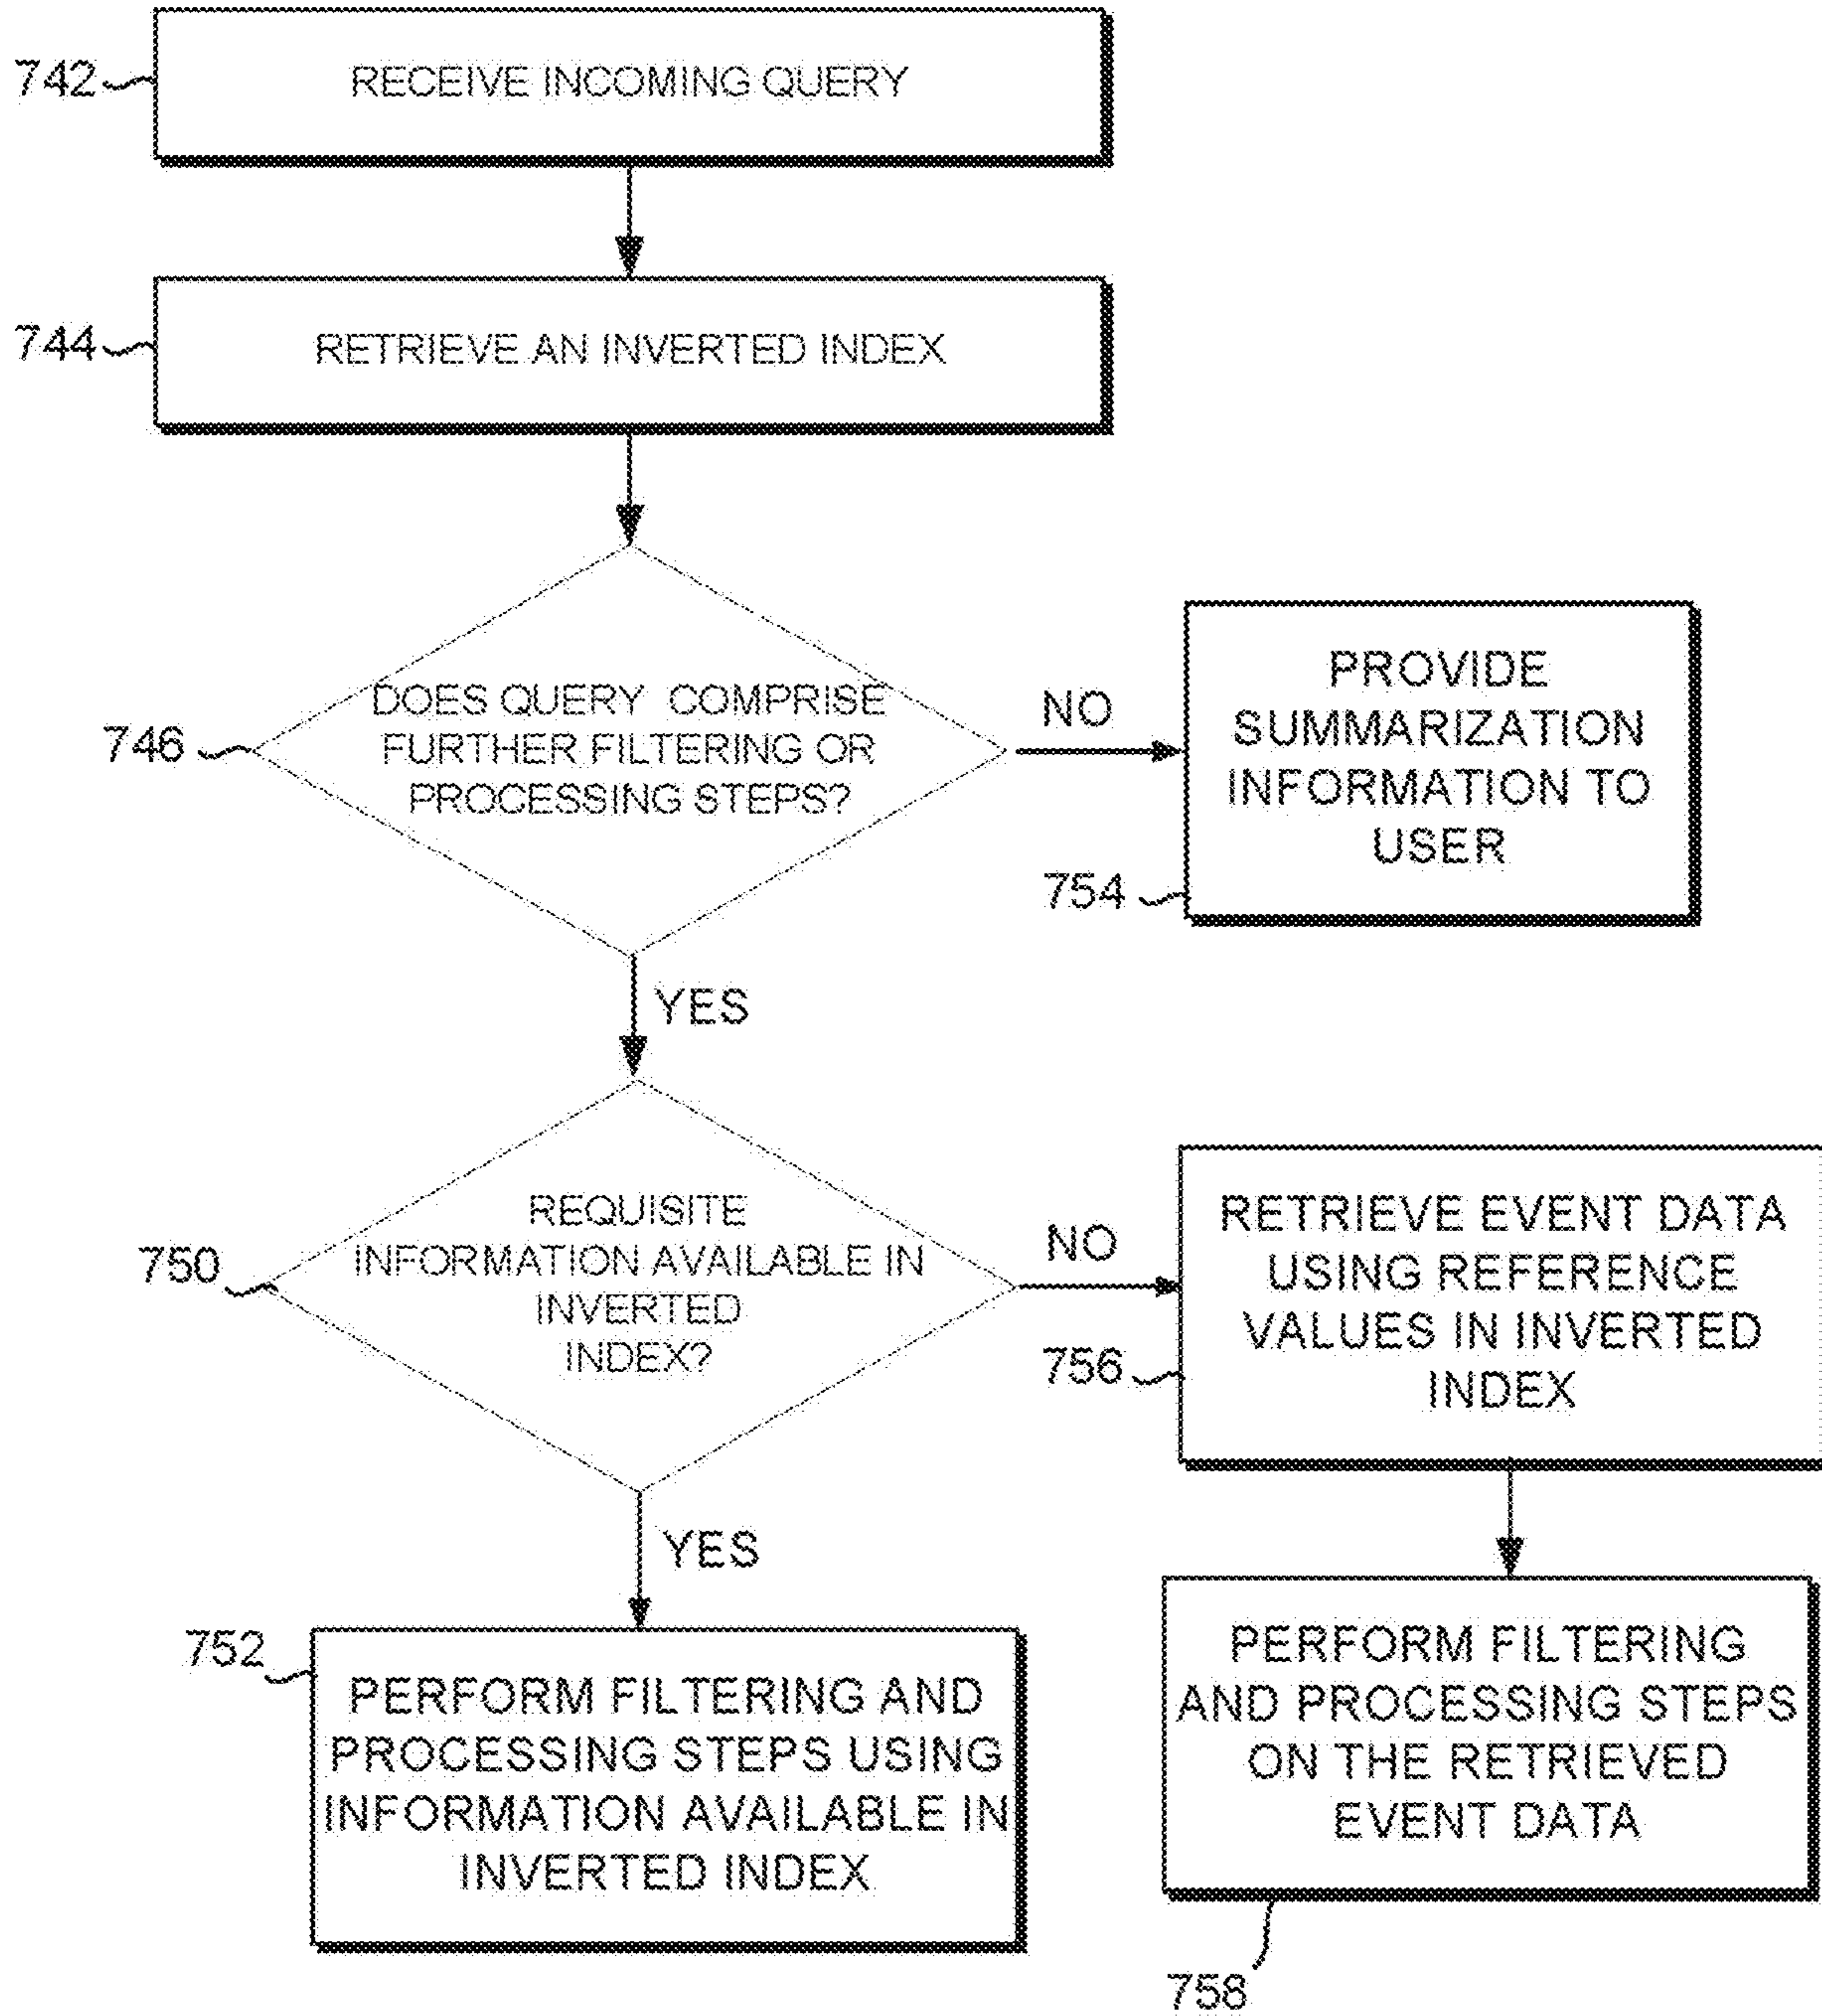 742
RECEIVE INCOMING QUERY
744
RETRIEVE AN INVERTED INDEX
746
DOES QUERY COMPRISE
FURTHER FILTERING OR
PROCESSING STEPS?
NO
PROVIDE
SUMMARIZATION
INFORMATION TO
USER
754
YES
750
REQUISITE
INFORMATION AVAILABLE IN
INVERTED
INDEX?
NO
RETRIEVE EVENT DATA
USING REFERENCE
VALUES IN INVERTED
INDEX
756
YES
752
PERFORM FILTERING AND
PROCESSING STEPS USING
INFORMATION AVAILABLE IN
INVERTED INDEX
PERFORM FILTERING
AND PROCESSING STEPS
ON THE RETRIEVED
EVENT DATA
758